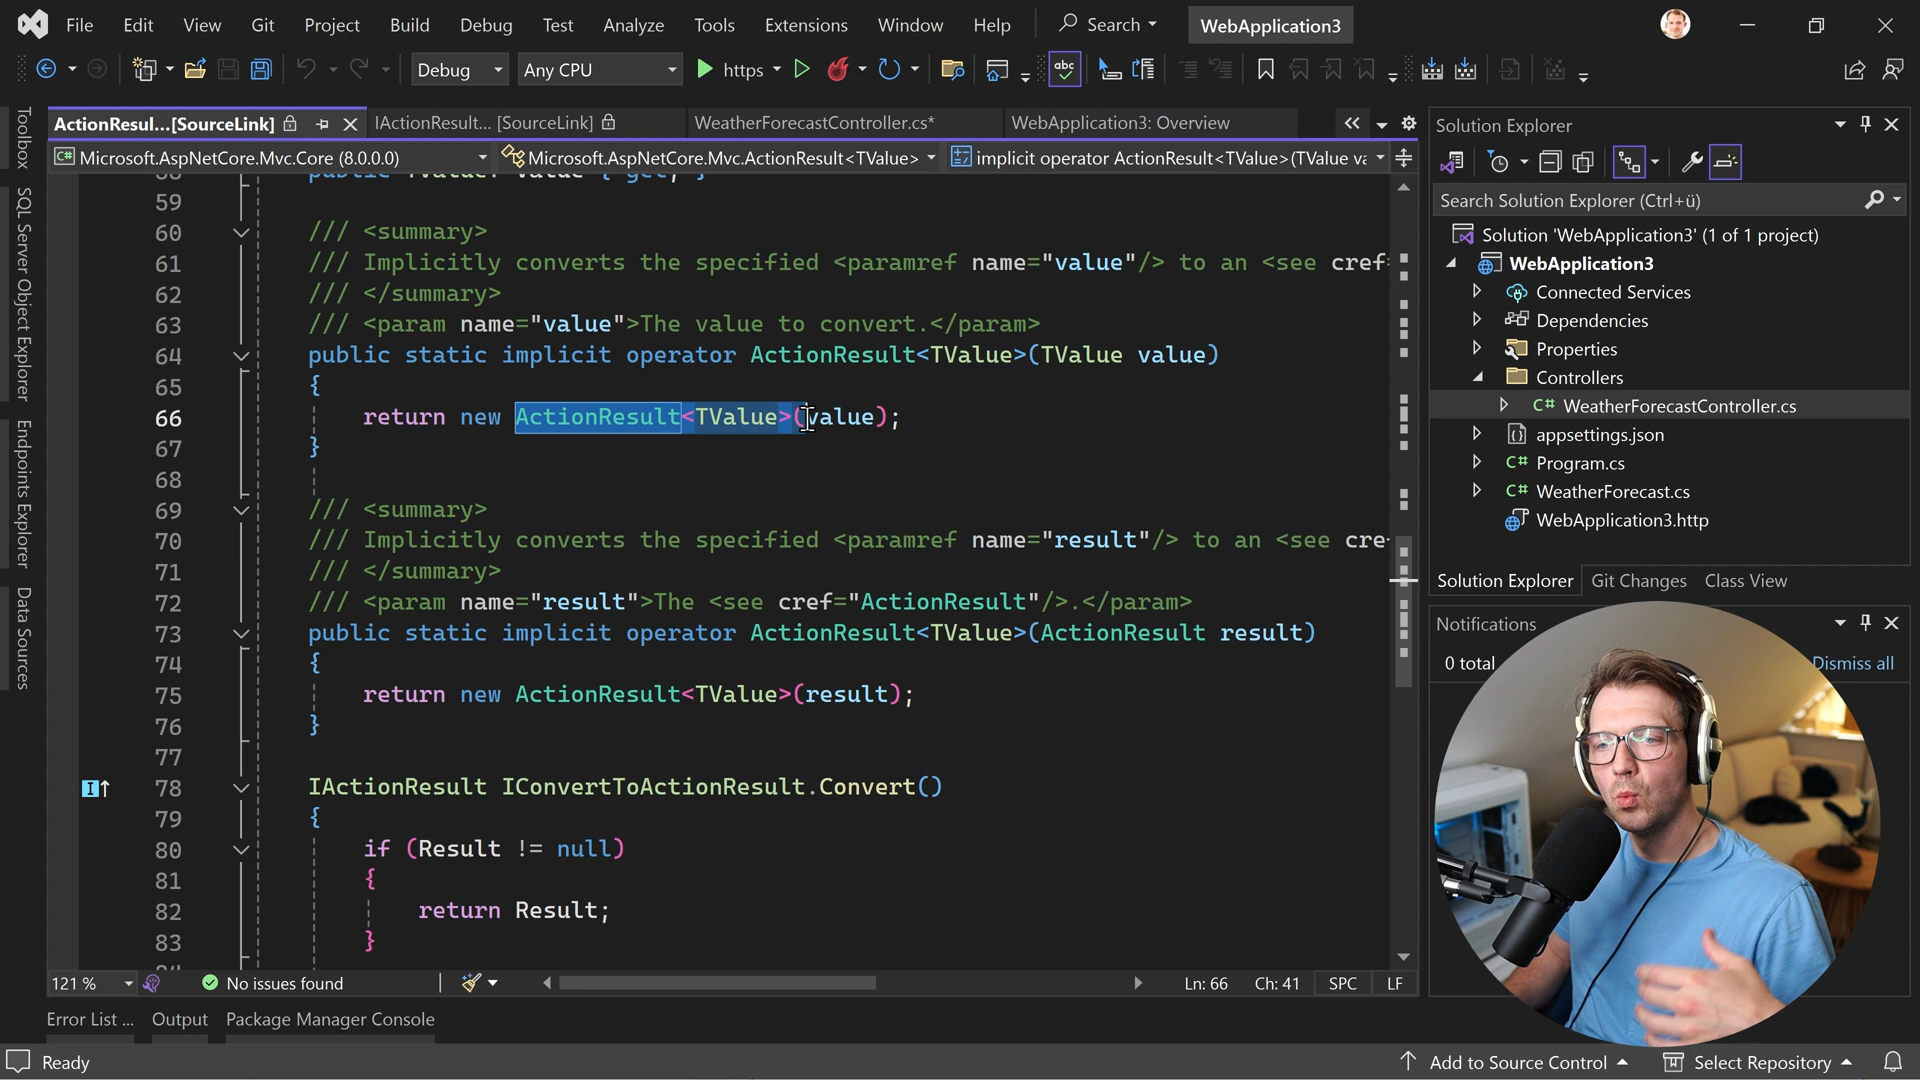 File Edit View Git Project Build Debug Test Analyze Tools Extensions Window Help Search WebApplication3
Debug Any CPU https abc
ActionResul...[SourceLink] IActionResult... [SourceLink] WeatherForecastController.cs* WebApplication3: Overview
Microsoft.AspNetCore.Mvc.Core (8.0.0.0) Microsoft.AspNetCore.Mvc.ActionResult<TValue> implicit operator ActionResult<TValue>(TValue va
59
60 /// <summary>
61 /// Implicitly converts the specified <paramref name="value"/> to an <see cref=
62 /// </summary>
63 /// <param name="value">The value to convert.</param>
64 public static implicit operator ActionResult<TValue>(TValue value)
65 {
66 return new ActionResult<TValue>(value);
67 }
68
69 /// <summary>
70 /// Implicitly converts the specified <paramref name="result"/> to an <see cre
71 /// </summary>
72 /// <param name="result">The <see cref="ActionResult"/>.</param>
73 public static implicit operator ActionResult<TValue>(ActionResult result)
74 {
75 return new ActionResult<TValue>(result);
76 }
77
78 IActionResult IConvertToActionResult.Convert()
79 {
80 if (Result != null)
81 {
82 return Result;
83 }
121 % No issues found Ln: 66 Ch: 41 SPC LF
Error List ... Output Package Manager Console
Ready Add to Source Control Select Repository
Toolbox
SQL Server Object Explorer
Endpoints Explorer
Data Sources
Solution Explorer
Search Solution Explorer (Ctrl+ü)
Solution 'WebApplication3' (1 of 1 project)
WebApplication3
Connected Services
Dependencies
Properties
Controllers
C# WeatherForecastController.cs
appsettings.json
C# Program.cs
C# WeatherForecast.cs
WebApplication3.http
Solution Explorer Git Changes Class View
Notifications
0 total Dismiss all